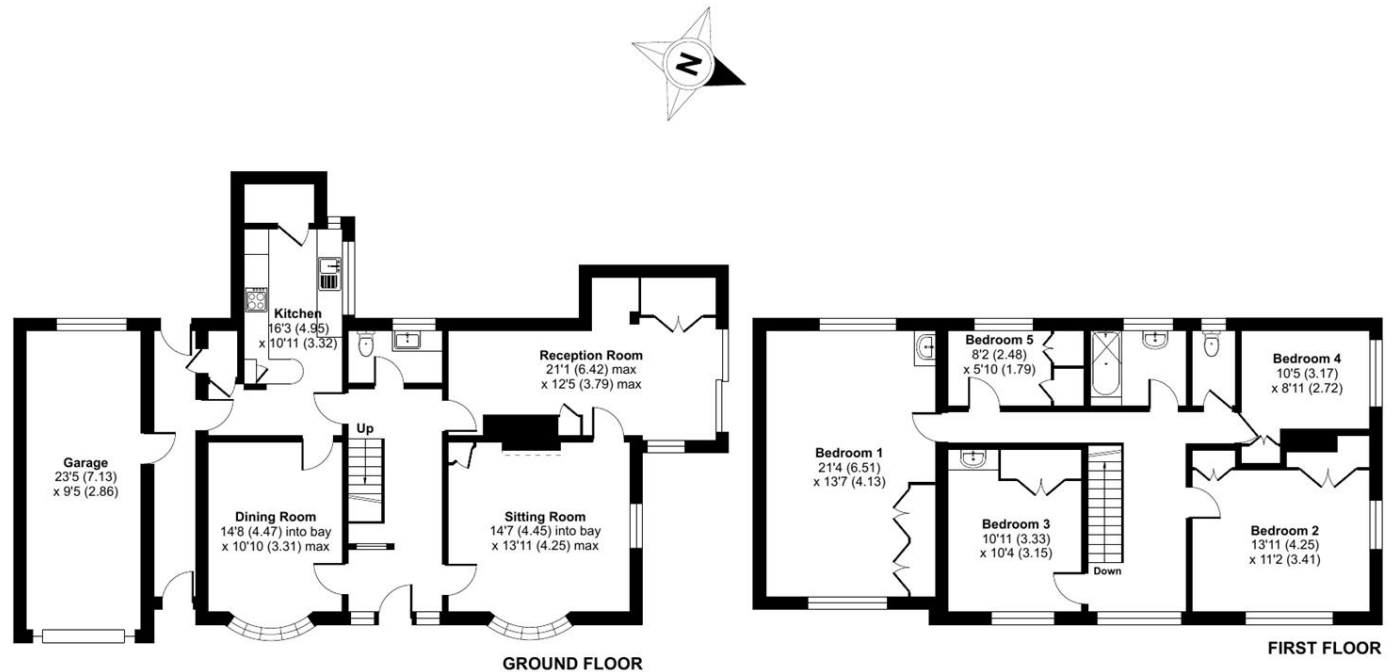 N
Kitchen
16'3 (4.95)
x 10'11 (3.32)
Reception Room
21'1 (6.42) max
x 12'5 (3.79) max
Up
Garage
23'5 (7.13)
x 9'5 (2.86)
Dining Room
14'8 (4.47) into bay
x 10'10 (3.31) max
Sitting Room
14'7 (4.45) into bay
x 13'11 (4.25) max
GROUND FLOOR
Bedroom 5
8'2 (2.48)
x 5'10 (1.79)
Bedroom 4
10'5 (3.17)
x 8'11 (2.72)
Bedroom 1
21'4 (6.51)
x 13'7 (4.13)
Bedroom 3
10'11 (3.33)
x 10'4 (3.15)
Down
Bedroom 2
13'11 (4.25)
x 11'2 (3.41)
FIRST FLOOR